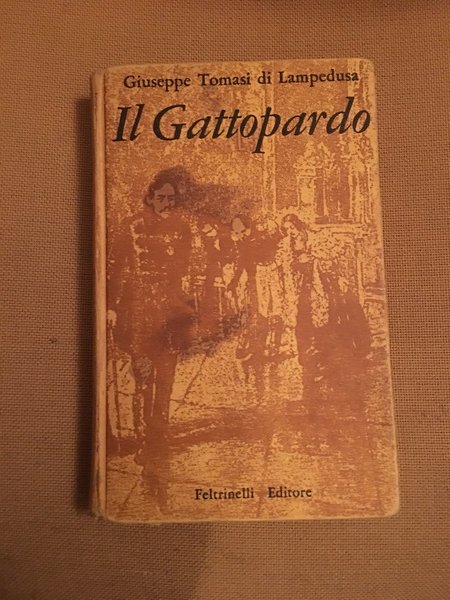 Giuseppe Tomasi di Lampedusa
Il Gattopardo
Feltrinelli Editore